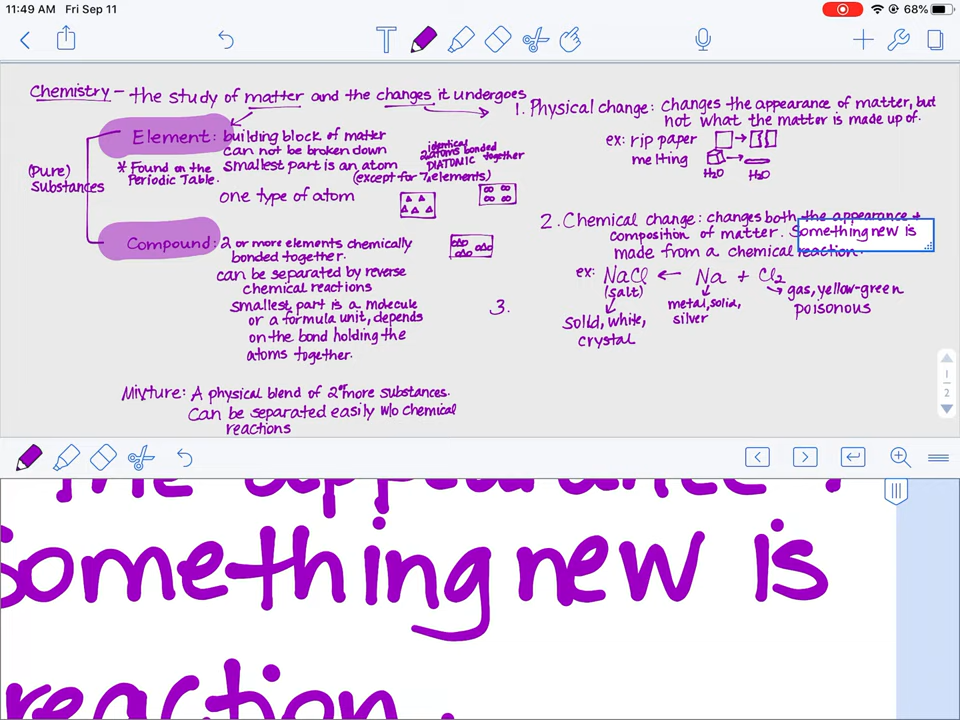 11:49 AM Fri Sep 11
68%
T
Chemistry - the study of matter and the changes it undergoes
Element: building block of matter
can not be broken down
smallest part is an atom
(except for 7 elements)
* Found on the
Periodic Table.
identical
2 atoms bonded
DIATONIC together
one type of atom
(Pure)
Substances
Compound: 2 or more elements chemically
bonded together.
can be separated by reverse
chemical reactions
smallest part is a molecule
or a formula unit, depends
on the bond holding the
atoms together.
Mixture: A physical blend of 2 or more substances.
Can be separated easily w/o chemical
reactions
1. Physical change: changes the appearance of matter, but
not what the matter is made up of.
ex: rip paper
melting
H2O H2O
2. Chemical change: changes both the appearance +
composition of matter. Something new is
made from a chemical reaction.
ex: NaCl ← Na + Cl2
(salt)
solid, white,
crystal
metal, solid,
silver
gas, yellow-green
poisonous
3.
1
2
the appearance +
Something new is
reaction.